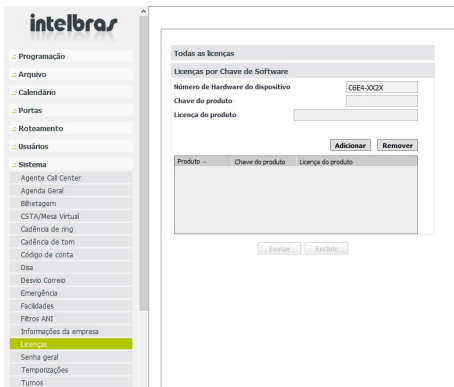 intelbras
Programação
Arquivo
Calendário
Portas
Roteamento
Usuários
Sistema
Agente Call Center
Agenda Geral
Bilhetagem
CSTA/Mesa Virtual
Cadência de ring
Cadência de tom
Código de conta
Disa
Desvio Correio
Emergência
Facilidades
Filtros ANI
Informações da empresa
Licenças
Senha geral
Temporizações
Turnos
Todas as licenças
Licenças por Chave de Software
Número de Hardware do dispositivo C6E4-XX2X
Chave do produto
Licença do produto
Adicionar Remover
Produto Chave do produto Licença do produto
Enviar Excluir